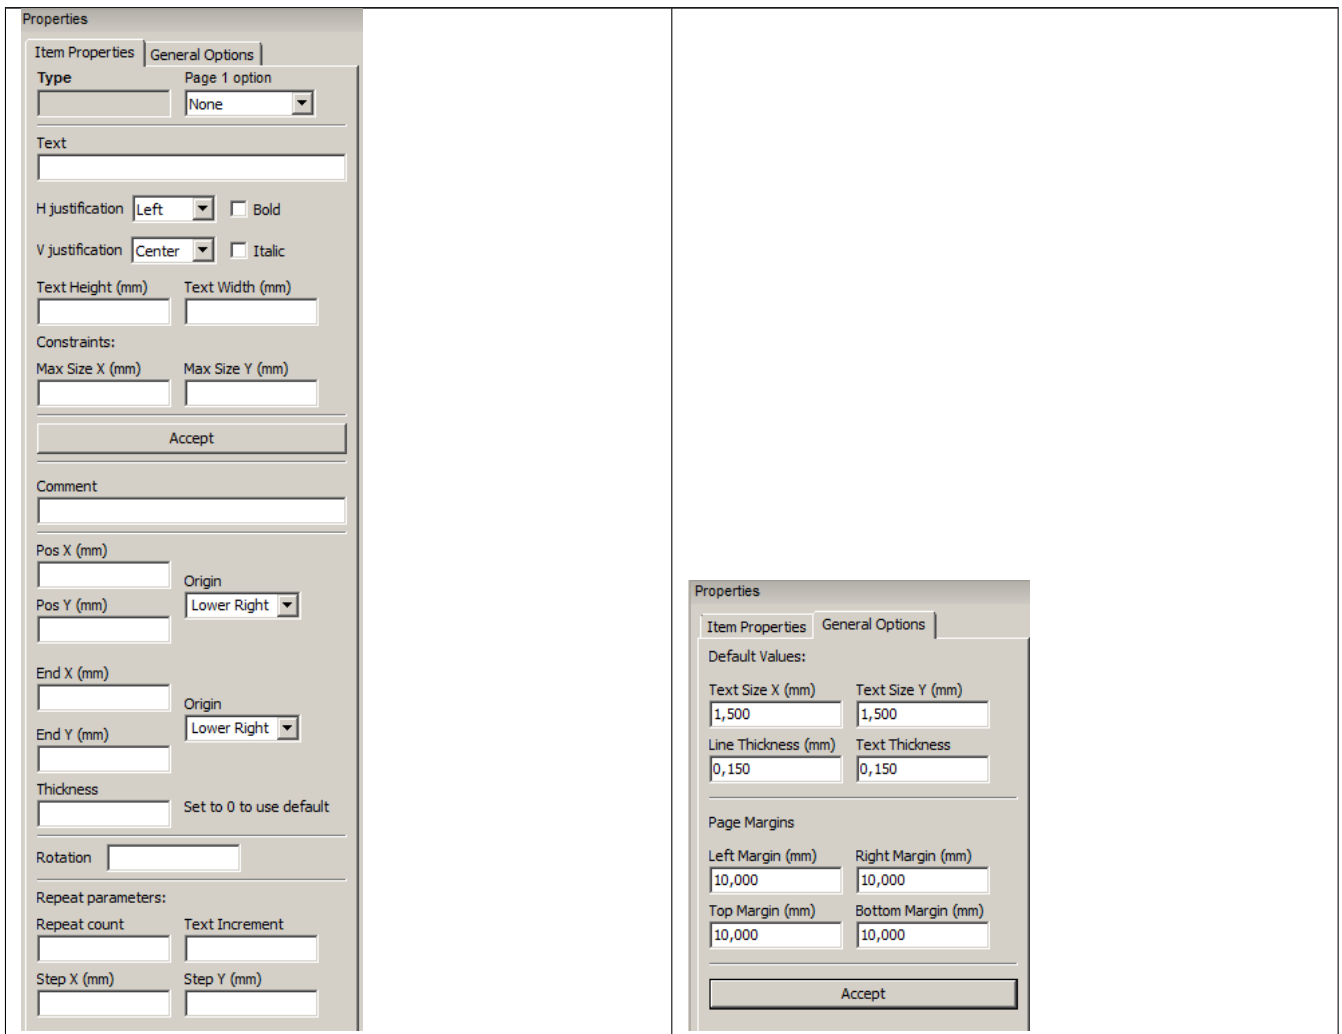 Properties
Item Properties General Options
Type Page 1 option
None
Text
H justification Left Bold
V justification Center Italic
Text Height (mm) Text Width (mm)
Constraints:
Max Size X (mm) Max Size Y (mm)
Accept
Comment
Pos X (mm)
Origin
Pos Y (mm) Lower Right
End X (mm)
Origin
End Y (mm) Lower Right
Thickness
Set to 0 to use default
Rotation
Repeat parameters:
Repeat count Text Increment
Step X (mm) Step Y (mm)
Properties
Item Properties General Options
Default Values:
Text Size X (mm) Text Size Y (mm)
1,500 1,500
Line Thickness (mm) Text Thickness
0,150 0,150
Page Margins
Left Margin (mm) Right Margin (mm)
10,000 10,000
Top Margin (mm) Bottom Margin (mm)
10,000 10,000
Accept